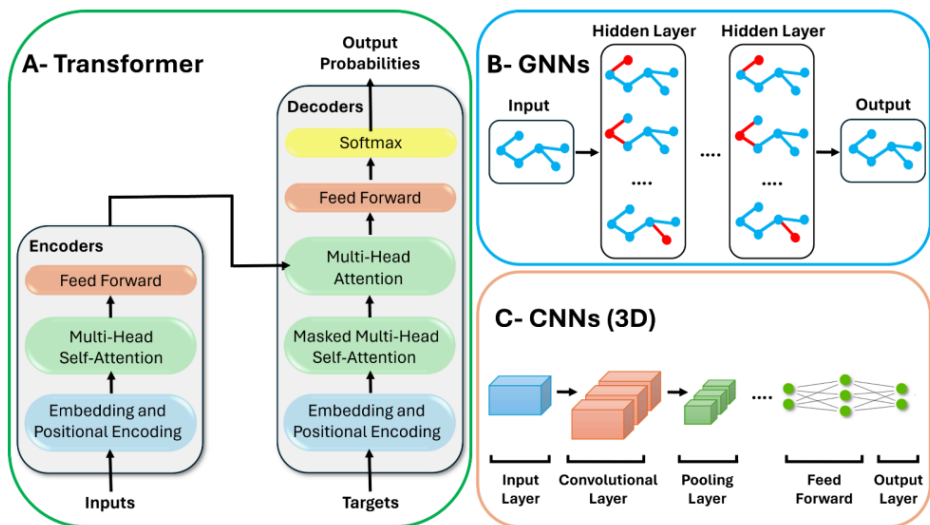 A- Transformer
Output
Probabilities
Decoders
Softmax
Feed Forward
Multi-Head
Attention
Masked Multi-Head
Self-Attention
Embedding and
Positional Encoding
Targets
Encoders
Feed Forward
Multi-Head
Self-Attention
Embedding and
Positional Encoding
Inputs
B- GNNs
Input
Hidden Layer
....
....
Hidden Layer
....
Output
C- CNNs (3D)
....
Input
Layer
Convolutional
Layer
Pooling
Layer
Feed
Forward
Output
Layer